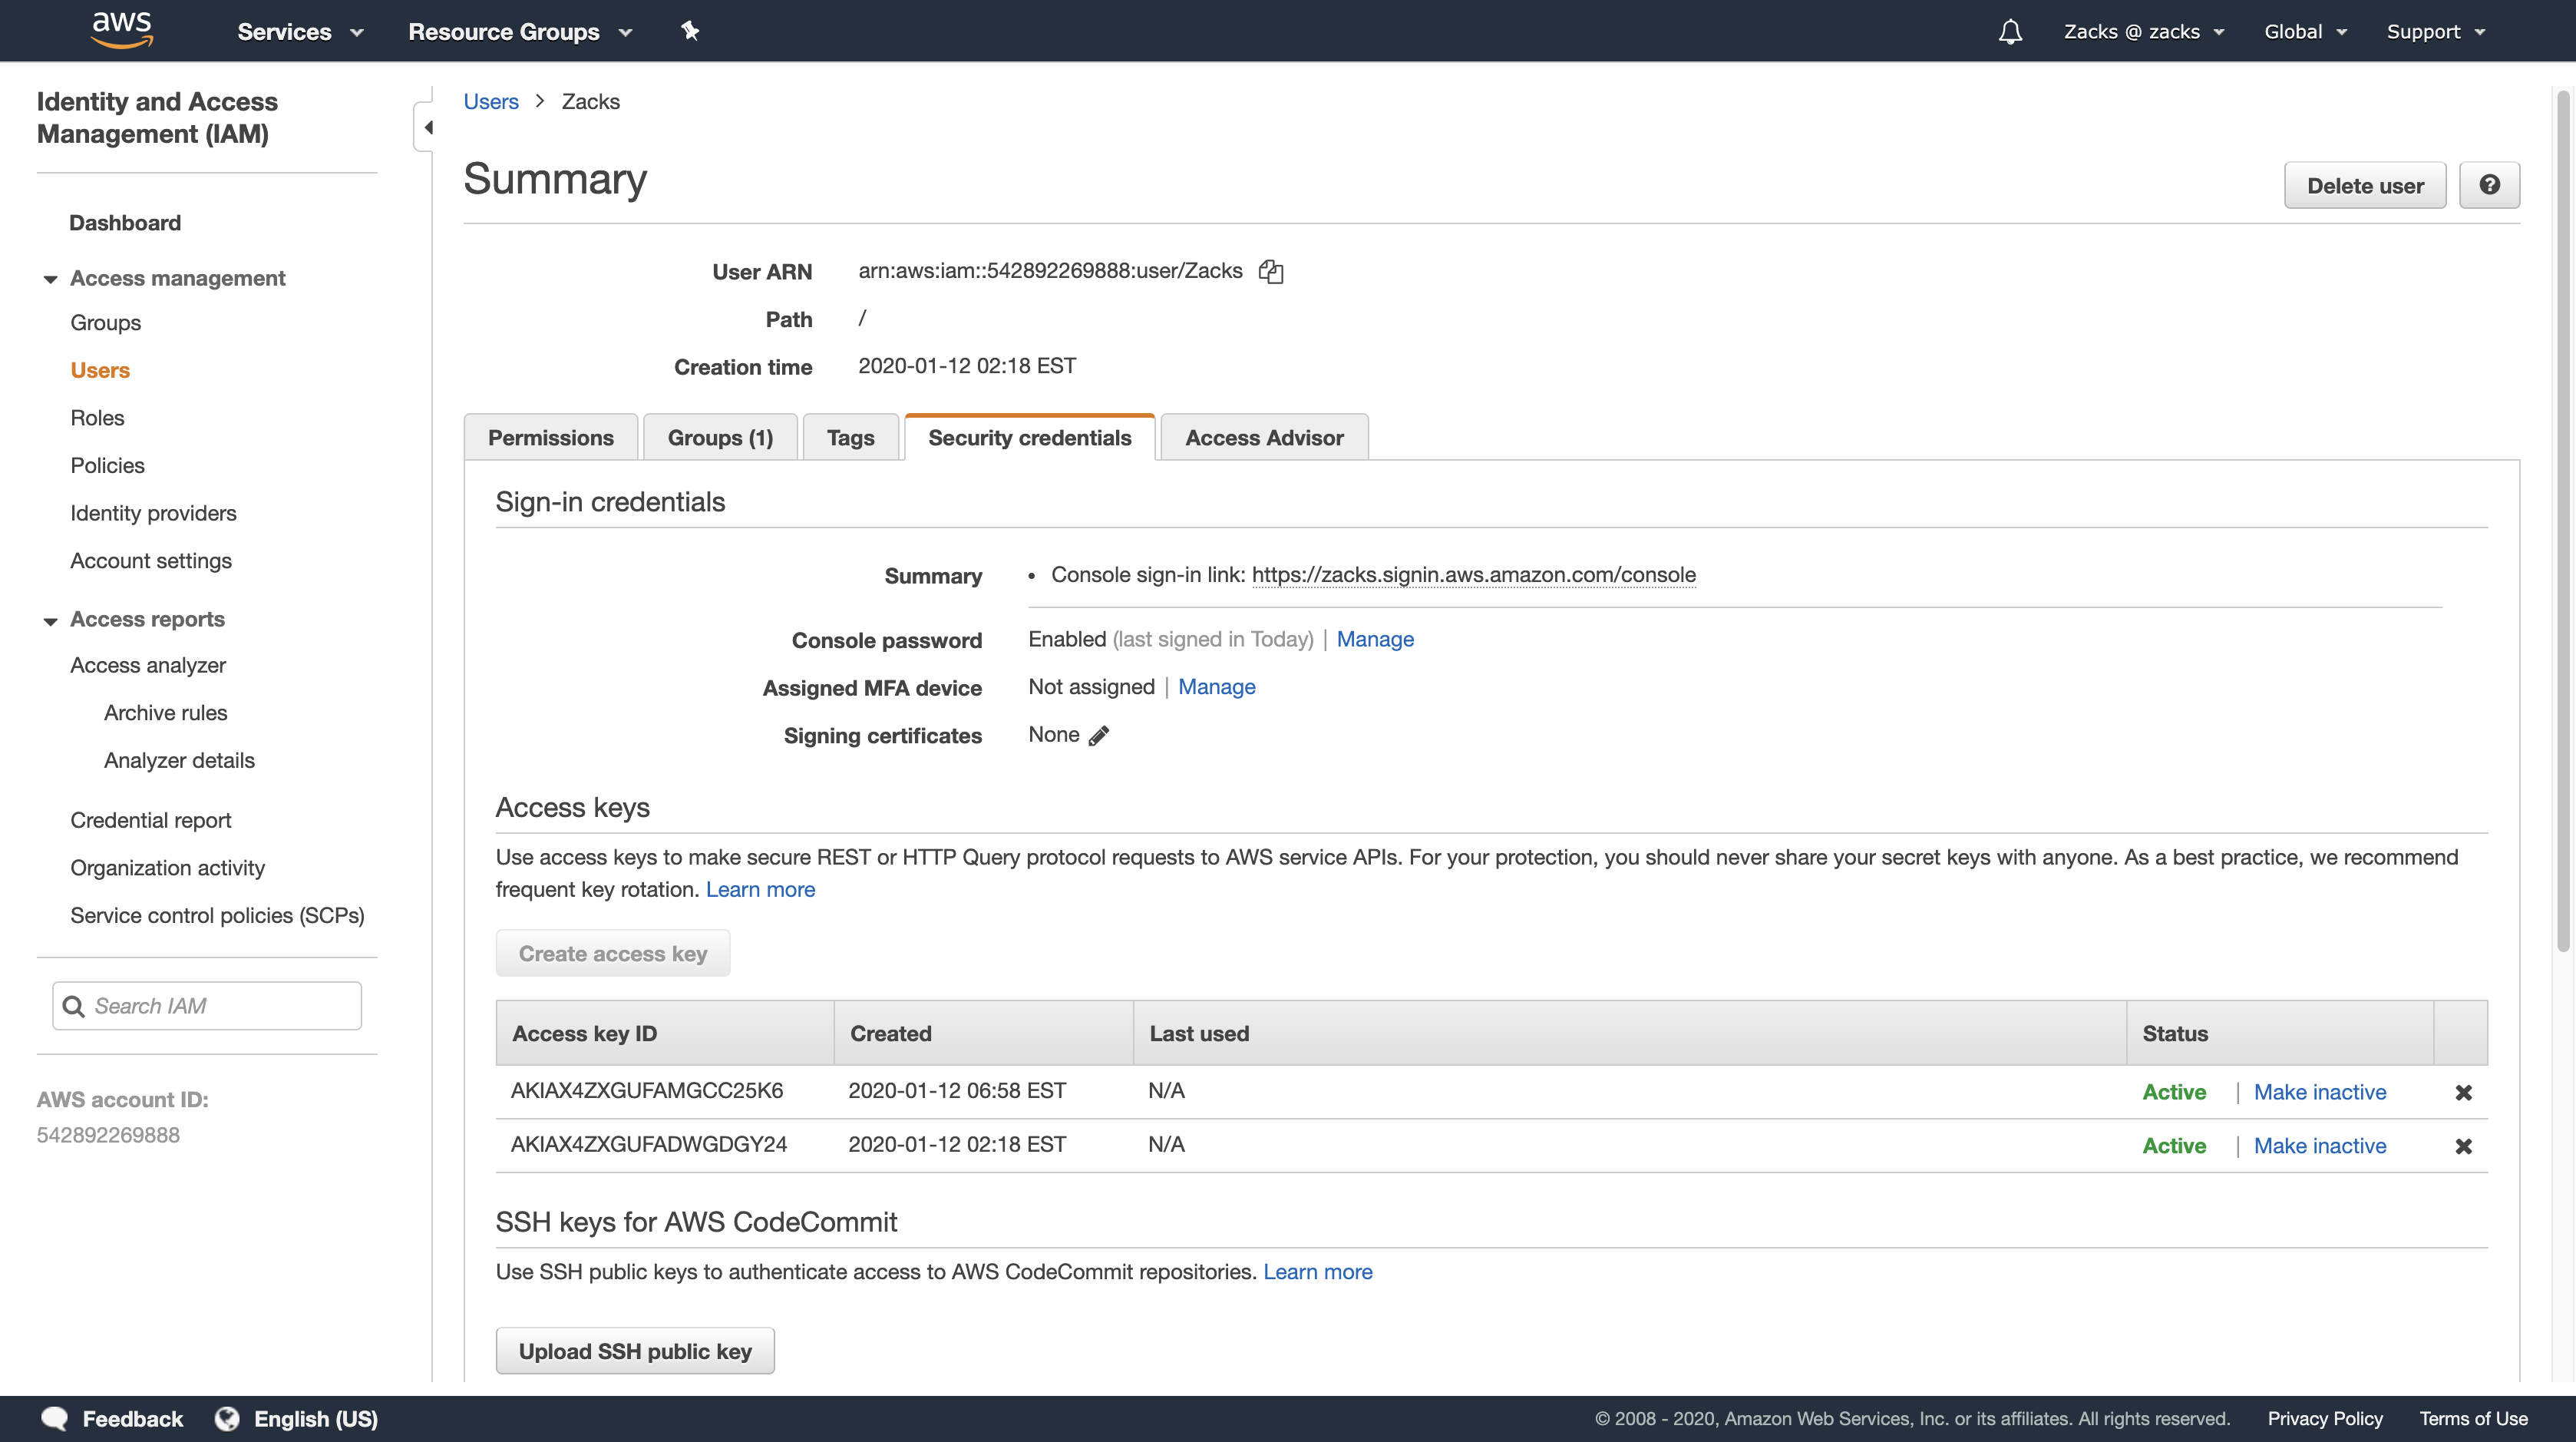 aws Services Resource Groups Zacks @ zacks Global Support
Identity and Access
Management (IAM)
Dashboard
Access management
Groups
Users
Roles
Policies
Identity providers
Account settings
Access reports
Access analyzer
Archive rules
Analyzer details
Credential report
Organization activity
Service control policies (SCPs)
Search IAM
AWS account ID:
542892269888
Users > Zacks
Summary
Delete user
User ARN arn:aws:iam::542892269888:user/Zacks
Path /
Creation time 2020-01-12 02:18 EST
Permissions Groups (1) Tags Security credentials Access Advisor
Sign-in credentials
Summary • Console sign-in link: https://zacks.signin.aws.amazon.com/console
Console password Enabled (last signed in Today) | Manage
Assigned MFA device Not assigned | Manage
Signing certificates None
Access keys
Use access keys to make secure REST or HTTP Query protocol requests to AWS service APIs. For your protection, you should never share your secret keys with anyone. As a best practice, we recommend
frequent key rotation. Learn more
Create access key
Access key ID Created Last used Status
AKIAX4ZXGUFAMGCC25K6 2020-01-12 06:58 EST N/A Active | Make inactive
AKIAX4ZXGUFADWGDGY24 2020-01-12 02:18 EST N/A Active | Make inactive
SSH keys for AWS CodeCommit
Use SSH public keys to authenticate access to AWS CodeCommit repositories. Learn more
Upload SSH public key
Feedback English (US) © 2008 - 2020, Amazon Web Services, Inc. or its affiliates. All rights reserved. Privacy Policy Terms of Use